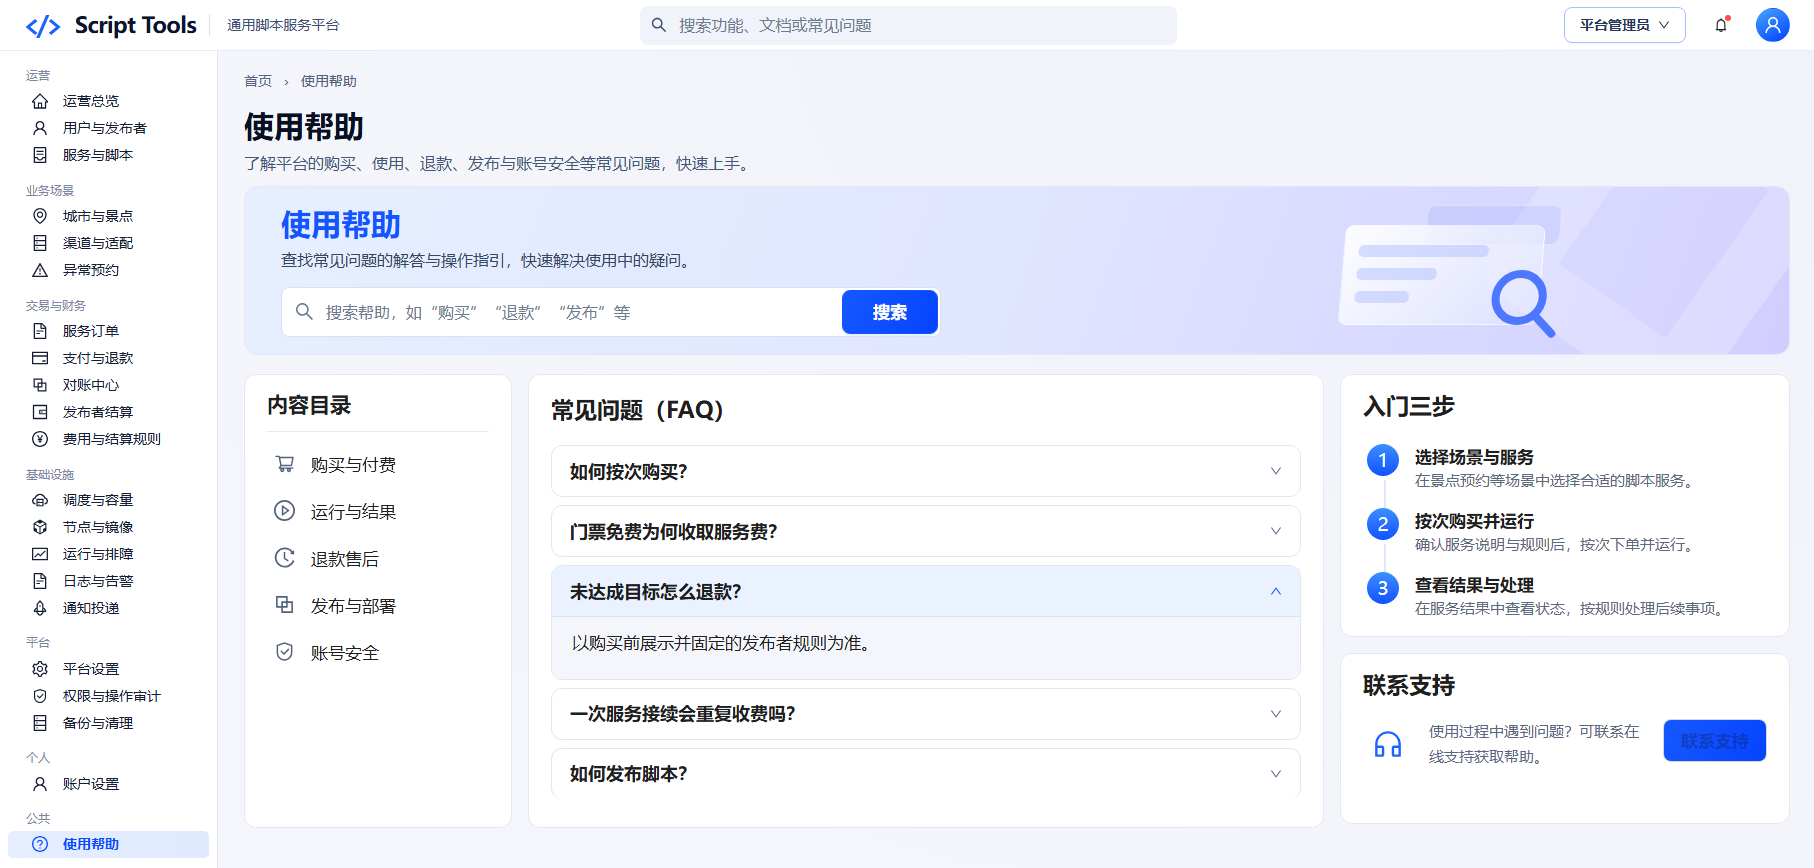 Script Tools
通用脚本服务平台
搜索功能、文档或常见问题
平台管理员
运营
运营总览
用户与发布者
服务与脚本
业务场景
城市与景点
渠道与适配
异常预约
交易与财务
服务订单
支付与退款
对账中心
发布者结算
费用与结算规则
基础设施
调度与容量
节点与镜像
运行与排障
日志与告警
通知投递
平台
平台设置
权限与操作审计
备份与清理
个人
账户设置
公共
使用帮助
首页 › 使用帮助
使用帮助
了解平台的购买、使用、退款、发布与账号安全等常见问题，快速上手。
使用帮助
查找常见问题的解答与操作指引，快速解决使用中的疑问。
搜索帮助，如“购买” “退款” “发布”等
搜索
内容目录
购买与付费
运行与结果
退款售后
发布与部署
账号安全
常见问题（FAQ）
如何按次购买？
门票免费为何收取服务费？
未达成目标怎么退款？
以购买前展示并固定的发布者规则为准。
一次服务接续会重复收费吗？
如何发布脚本？
入门三步
1
选择场景与服务
在景点预约等场景中选择合适的脚本服务。
2
按次购买并运行
确认服务说明与规则后，按次下单并运行。
3
查看结果与处理
在服务结果中查看状态，按规则处理后续事项。
联系支持
使用过程中遇到问题？可联系在
线支持获取帮助。
联系支持